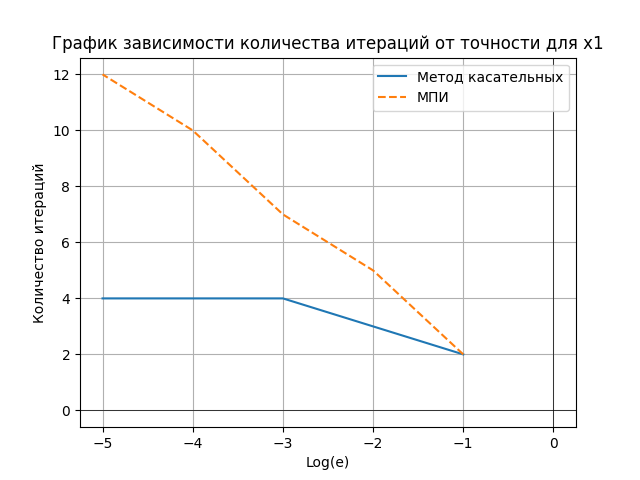 График зависимости количества итераций от точности для x1
Метод касательных
МПИ
12
10
8
6
4
2
0
Количество итераций
−5
−4
−3
−2
−1
0
Log(e)